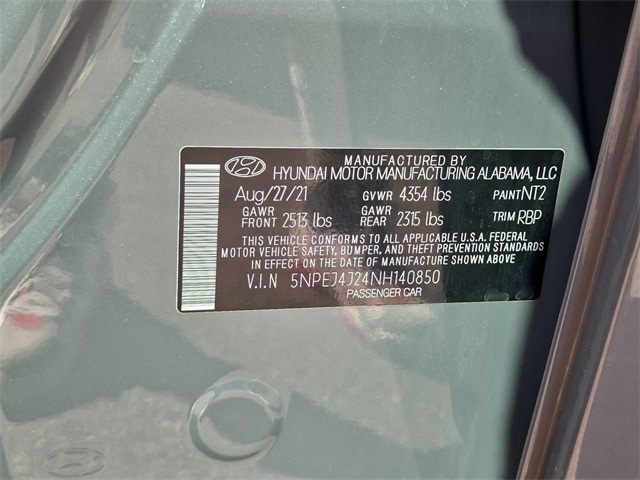 MANUFACTURED BY
HYUNDAI MOTOR MANUFACTURING ALABAMA, LLC
Aug/27/21 GVWR 4354 lbs PAINT NT2
GAWR FRONT 2513 lbs GAWR REAR 2315 lbs TRIM RBP
THIS VEHICLE CONFORMS TO ALL APPLICABLE U.S.A. FEDERAL
MOTOR VEHICLE SAFETY, BUMPER, AND THEFT PREVENTION STANDARDS
IN EFFECT ON THE DATE OF MANUFACTURE SHOWN ABOVE.
V.I.N 5NPEJ4J24NH140850
PASSENGER CAR